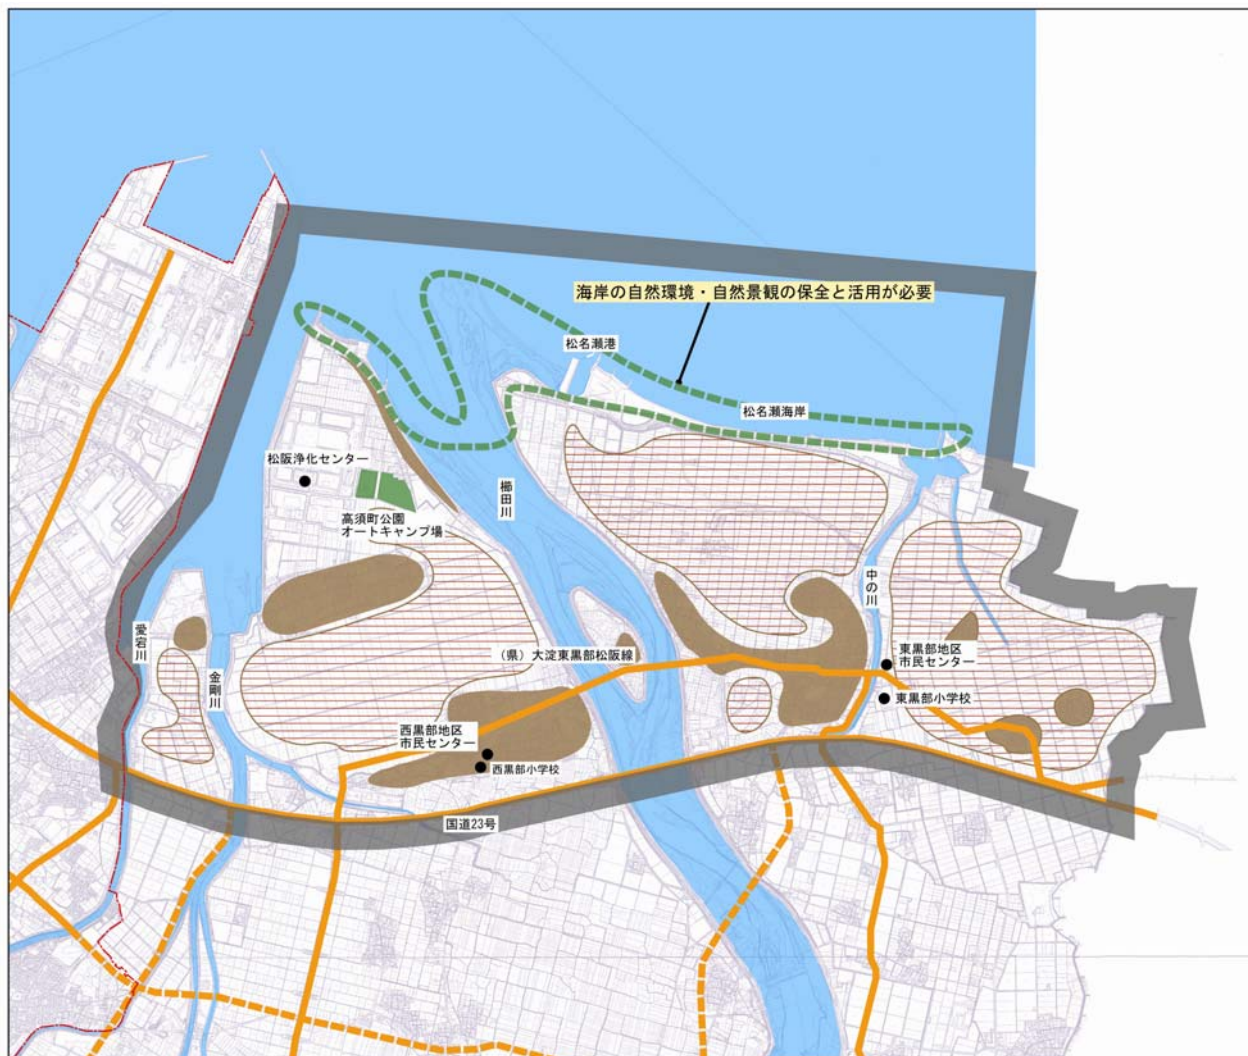 海岸の自然環境・自然景観の保全と活用が必要
松名瀬港
松名瀬海岸
松阪浄化センター
櫛田川
高須町公園
オートキャンプ場
中の川
愛宕川
(県)大淀東黒部松阪線
東黒部地区
市民センター
金剛川
東黒部小学校
西黒部地区
市民センター
西黒部小学校
国道23号